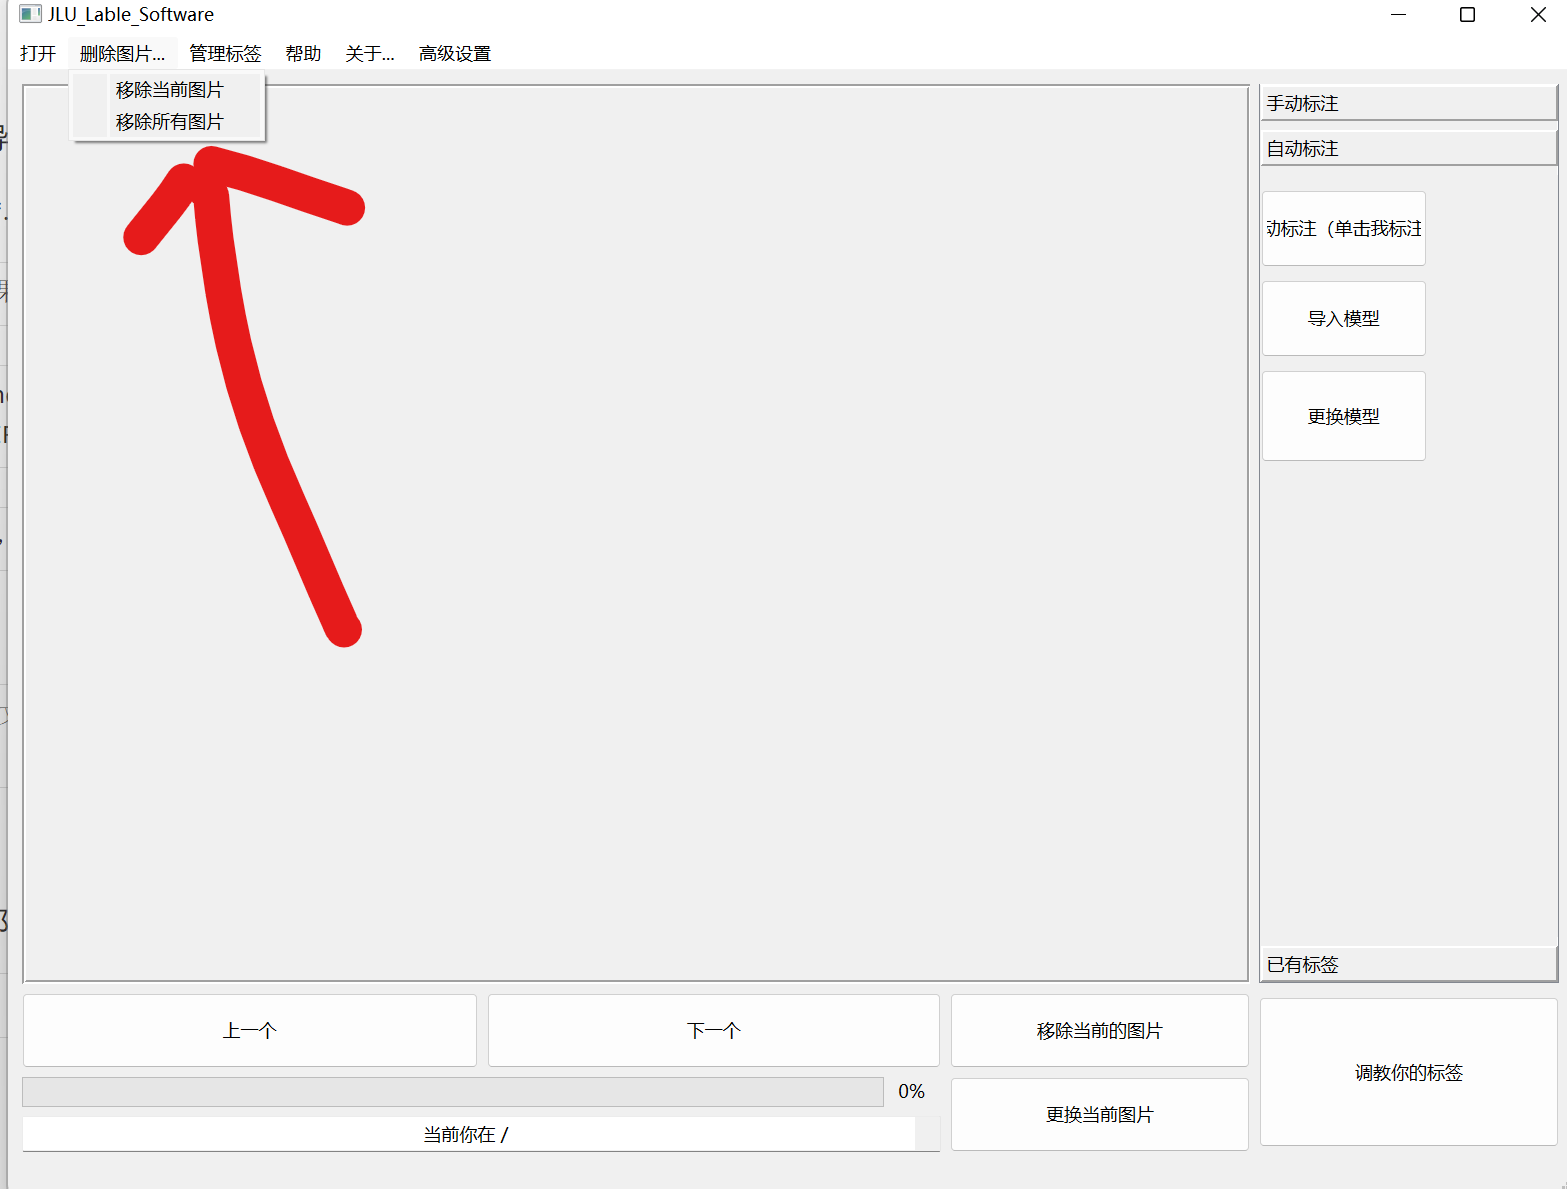 JLU_Lable_Software
打开 删除图片... 管理标签 帮助 关于... 高级设置
移除当前图片
移除所有图片
手动标注
自动标注
动标注（单击我标注
导入模型
更换模型
已有标签
上一个 下一个 移除当前的图片
调教你的标签
0%
更换当前图片
当前你在 /